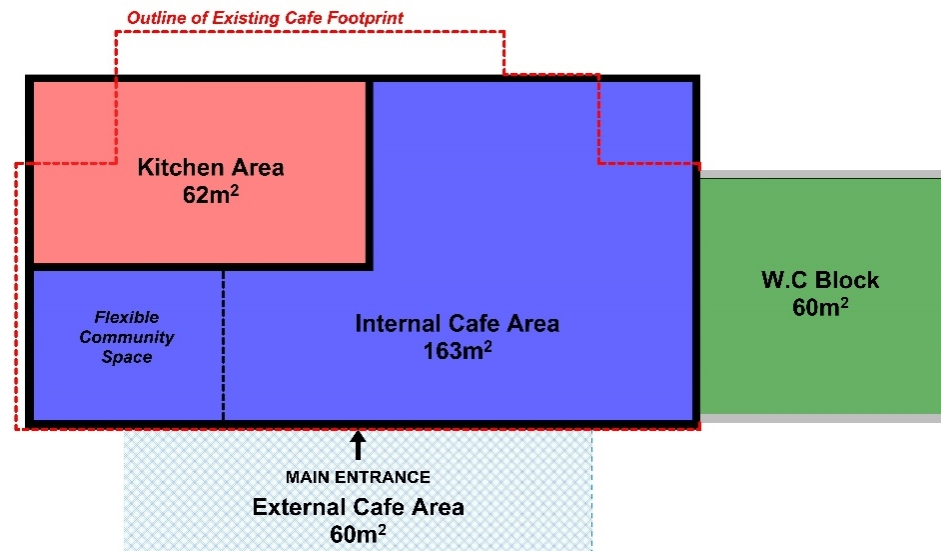 Outline of Existing Cafe Footprint
Kitchen Area
62m²
W.C Block
60m²
Flexible
Community
Space
Internal Cafe Area
163m²
MAIN ENTRANCE
External Cafe Area
60m²